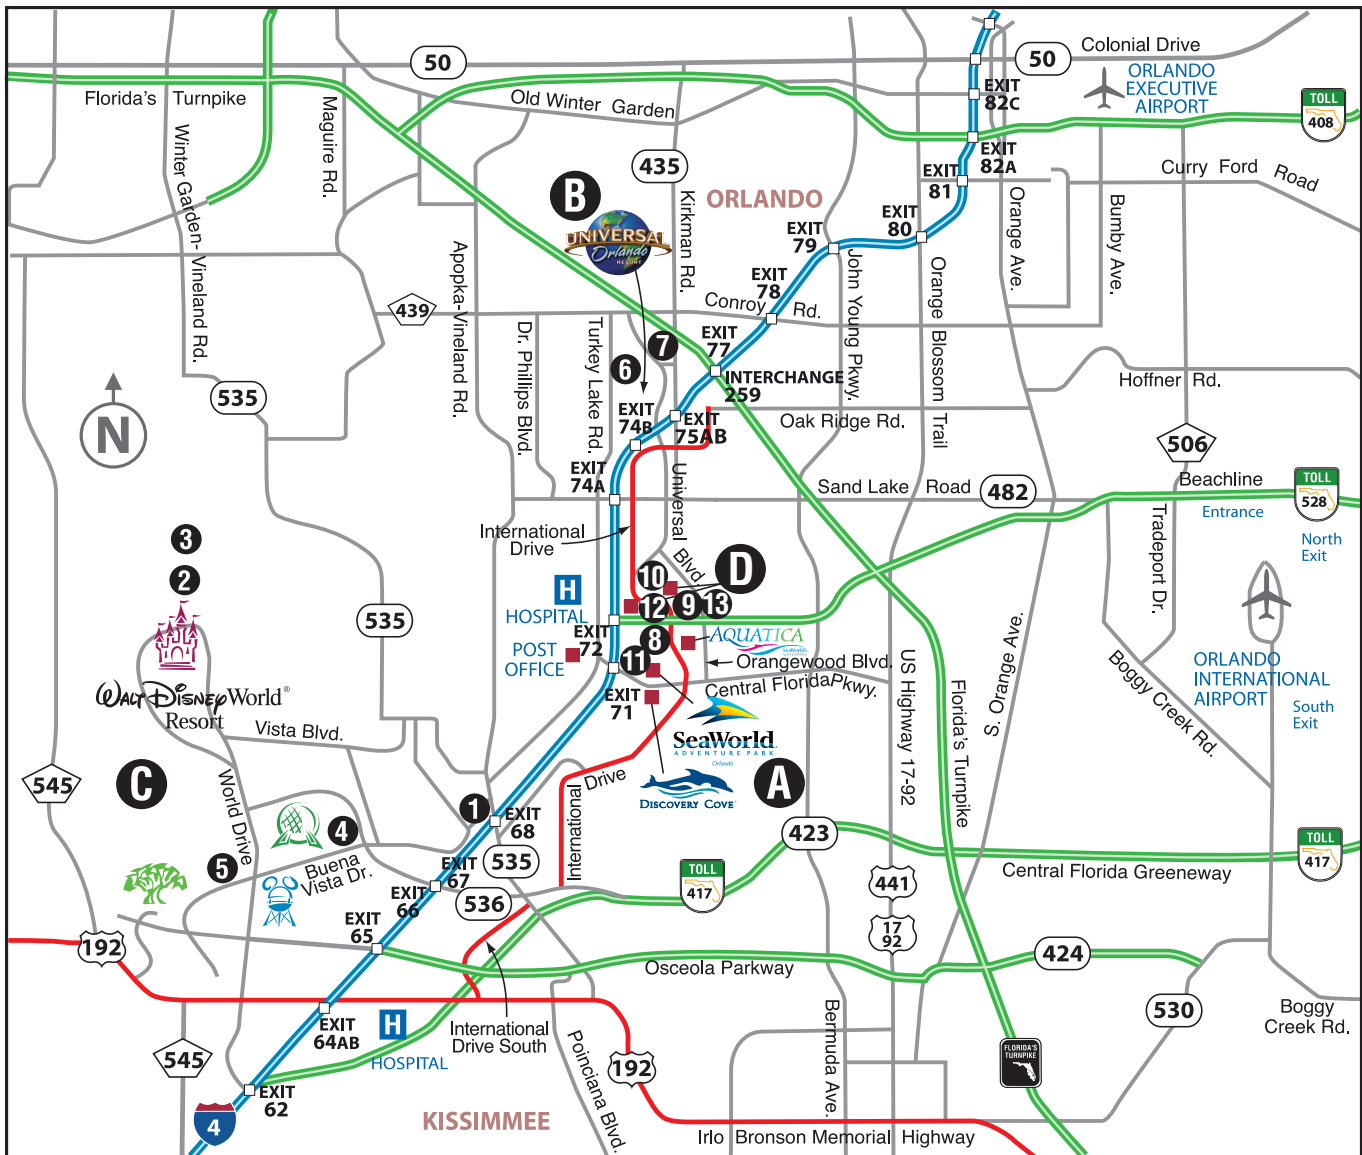 50
50
Colonial Drive
ORLANDO
EXECUTIVE
AIRPORT
TOLL
408
Florida's Turnpike
Old Winter Garden
EXIT
82C
EXIT
82A
EXIT
81
Curry Ford Road
Maguire Rd.
Winter Garden-Vineland Rd.
435
B
UNIVERSAL
Orlando
RESORT
ORLANDO
Kirkman Rd.
EXIT
80
EXIT
79
EXIT
78
Orange Ave.
Bumby Ave.
Apopka-Vineland Rd.
439
Conroy Rd.
John Young Pkwy.
Orange Blossom Trail
Dr. Phillips Blvd.
Turkey Lake Rd.
6
7
EXIT
77
INTERCHANGE
259
535
N
Hoffner Rd.
EXIT
74B
EXIT
75AB
Oak Ridge Rd.
506
EXIT
74A
Universal
Blvd.
Sand Lake Road
482
Beachline
TOLL
528
Entrance
North
Exit
International
Drive
Tradeport Dr.
3
2
H
HOSPITAL
10
D
12
9
13
535
EXIT
72
8
AQUATICA
SeaWorld's
WATERPARK
POST
OFFICE
11
Orangewood Blvd.
Central Florida Pkwy.
EXIT
71
US Highway 17-92
Florida's Turnpike
S. Orange Ave.
Boggy Creek Rd.
ORLANDO
INTERNATIONAL
AIRPORT
South
Exit
WALT DISNEY World®
Resort
Vista Blvd.
SeaWorld
ADVENTURE PARK
Orlando
DISCOVERY COVE
545
C
World Drive
International
Drive
A
1
EXIT
68
4
423
TOLL
417
Central Florida Greenway
5
Buena
Vista Dr.
535
EXIT
67
TOLL
417
441
EXIT
66
536
17
92
192
EXIT
65
Osceola Parkway
424
530
Boggy
Creek Rd.
EXIT
64AB
H
HOSPITAL
International
Drive South
Poinciana Blvd.
Bermuda Ave.
FLORIDA'S
TURNPIKE
545
192
EXIT
62
4
KISSIMMEE
Irlo Bronson Memorial Highway